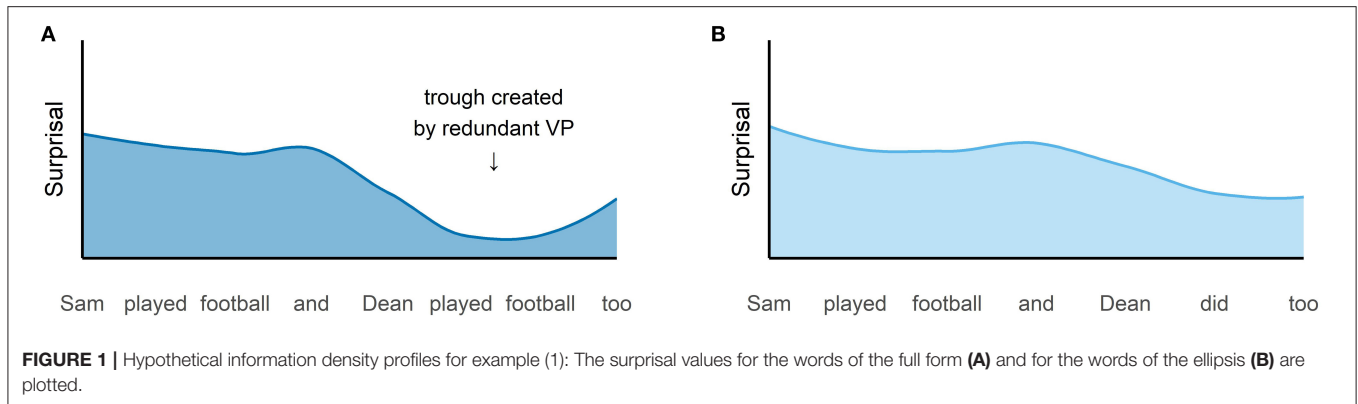 A
Surprisal
trough created
by redundant VP
↓
Sam played football and Dean played football too
B
Surprisal
Sam played football and Dean did too
FIGURE 1 | Hypothetical information density profiles for example (1): The surprisal values for the words of the full form (A) and for the words of the ellipsis (B) are
plotted.